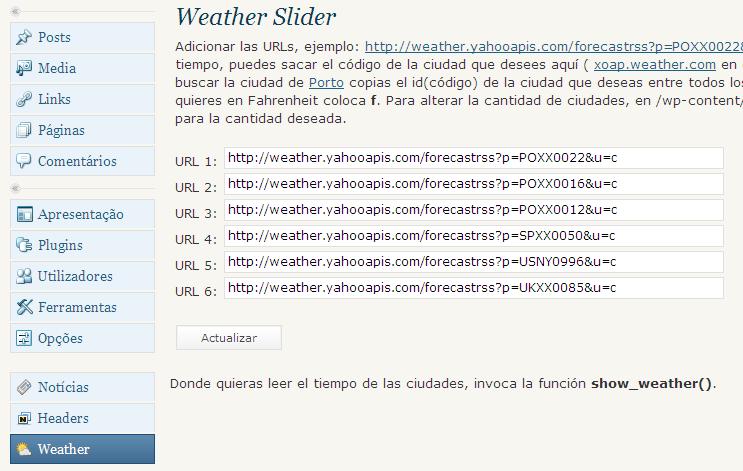 Posts
Media
Links
Páginas
Comentários
Apresentação
Plugins
Utilizadores
Ferramentas
Opções
Notícias
Headers
Weather
Weather Slider
Adicionar las URLs, ejemplo: http://weather.yahooapis.com/forecastrss?p=POXX0022&
tiempo, puedes sacar el código de la ciudad que desees aquí ( xoap.weather.com en
buscar la ciudad de Porto copias el id(código) de la ciudad que deseas entre todos los
quieres en Fahrenheit coloca f. Para alterar la cantidad de ciudades, en /wp-content/
para la cantidad deseada.
URL 1: http://weather.yahooapis.com/forecastrss?p=POXX0022&u=c
URL 2: http://weather.yahooapis.com/forecastrss?p=POXX0016&u=c
URL 3: http://weather.yahooapis.com/forecastrss?p=POXX0012&u=c
URL 4: http://weather.yahooapis.com/forecastrss?p=SPXX0050&u=c
URL 5: http://weather.yahooapis.com/forecastrss?p=USNY0996&u=c
URL 6: http://weather.yahooapis.com/forecastrss?p=UKXX0085&u=c
Actualizar
Donde quieras leer el tiempo de las ciudades, invoca la función show_weather().